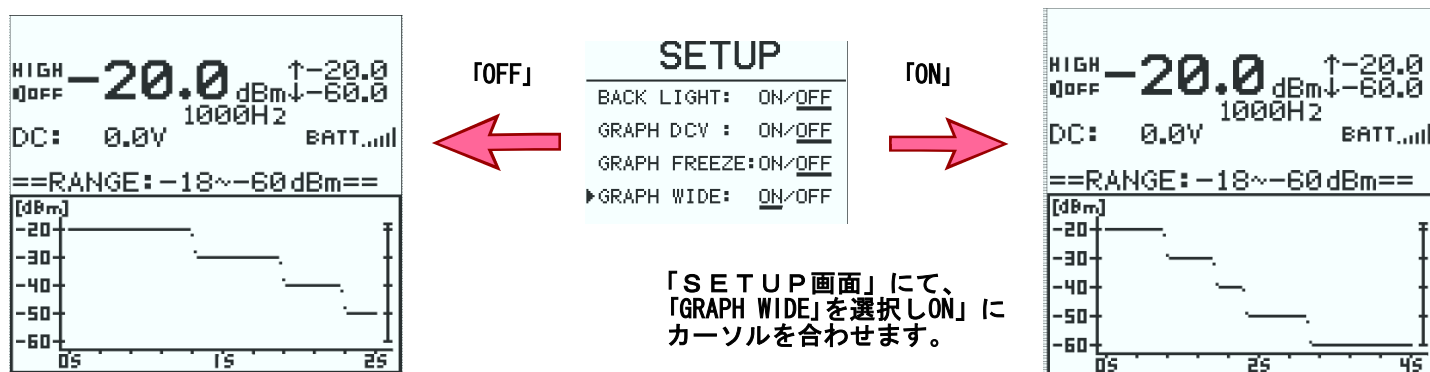 HIGH -20.0 dBm ↑-20.0
OFF ↓-60.0
1000Hz
DC: 0.0V BATT
==RANGE:-18~-60dBm==
[dBm]
-20
-30
-40
-50
-60
0s 1s 2s
「OFF」
SETUP
BACK LIGHT: ON/OFF
GRAPH DCV : ON/OFF
GRAPH FREEZE:ON/OFF
▶GRAPH WIDE: ON/OFF
「ON」
「ＳＥＴＵＰ画面」にて、
「GRAPH WIDE」を選択しON」に
カーソルを合わせます。
HIGH -20.0 dBm ↑-20.0
OFF ↓-60.0
1000Hz
DC: 0.0V BATT
==RANGE:-18~-60dBm==
[dBm]
-20
-30
-40
-50
-60
0s 2s 4s